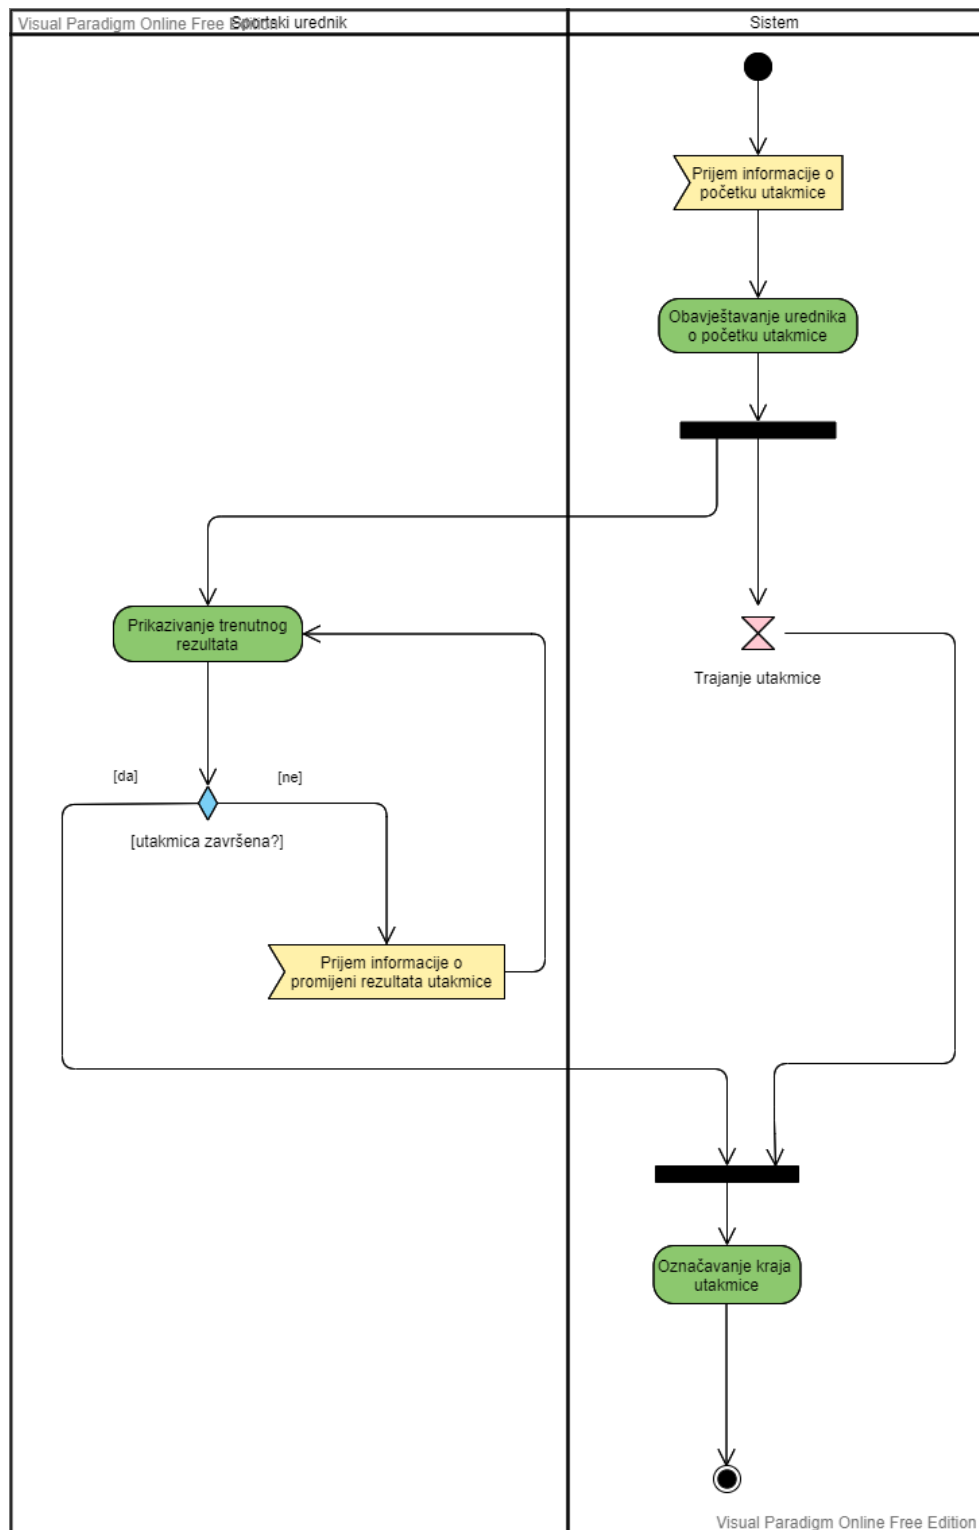 Visual Paradigm Online Free Edition
Sportski urednik
Sistem
Prijem informacije o
početku utakmice
Obavještavanje urednika
o početku utakmice
Prikazivanje trenutnog
rezultata
Trajanje utakmice
[da]
[ne]
[utakmica završena?]
Prijem informacije o
promijeni rezultata utakmice
Označavanje kraja
utakmice
Visual Paradigm Online Free Edition